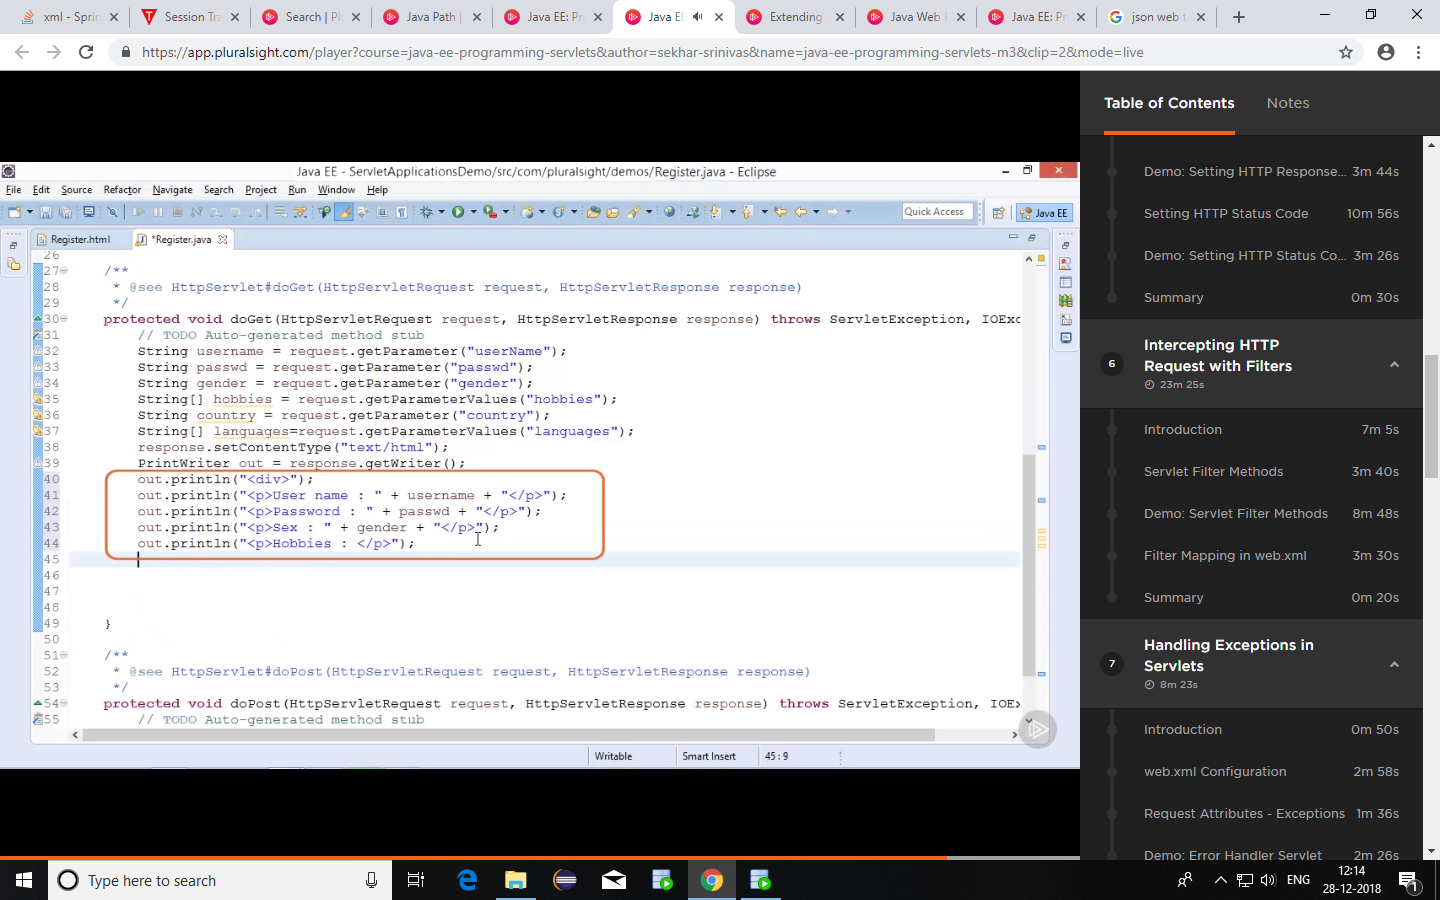 xml - Sprin
Session Tra
Search | Pl
Java Path |
Java EE: Pr
Java EE
Extending
Java Web F
Java EE: Pr
json web t
https://app.pluralsight.com/player?course=java-ee-programming-servlets&author=sekhar-srinivas&name=java-ee-programming-servlets-m3&clip=2&mode=live
Table of Contents
Notes
Java EE - ServletApplicationsDemo/src/com/pluralsight/demos/Register.java - Eclipse
File Edit Source Refactor Navigate Search Project Run Window Help
Quick Access
Java EE
Register.html
*Register.java
26
27 /**
28 * @see HttpServlet#doGet(HttpServletRequest request, HttpServletResponse response)
29 */
30 protected void doGet(HttpServletRequest request, HttpServletResponse response) throws ServletException, IOExc
31 // TODO Auto-generated method stub
32 String username = request.getParameter("userName");
33 String passwd = request.getParameter("passwd");
34 String gender = request.getParameter("gender");
35 String[] hobbies = request.getParameterValues("hobbies");
36 String country = request.getParameter("country");
37 String[] languages=request.getParameterValues("languages");
38 response.setContentType("text/html");
39 PrintWriter out = response.getWriter();
40 out.println("<div>");
41 out.println("<p>User name : " + username + "</p>");
42 out.println("<p>Password : " + passwd + "</p>");
43 out.println("<p>Sex : " + gender + "</p>");
44 out.println("<p>Hobbies : </p>");
45
46
47
48
49 }
50
51 /**
52 * @see HttpServlet#doPost(HttpServletRequest request, HttpServletResponse response)
53 */
54 protected void doPost(HttpServletRequest request, HttpServletResponse response) throws ServletException, IOEx
55 // TODO Auto-generated method stub
Writable
Smart Insert
45 : 9
Demo: Setting HTTP Response... 3m 44s
Setting HTTP Status Code 10m 56s
Demo: Setting HTTP Status Co... 3m 26s
Summary 0m 30s
6
Intercepting HTTP
Request with Filters
23m 25s
Introduction 7m 5s
Servlet Filter Methods 3m 40s
Demo: Servlet Filter Methods 8m 48s
Filter Mapping in web.xml 3m 30s
Summary 0m 20s
7
Handling Exceptions in
Servlets
8m 23s
Introduction 0m 50s
web.xml Configuration 2m 58s
Request Attributes - Exceptions 1m 36s
Demo: Error Handler Servlet 2m 26s
Type here to search
ENG
12:14
28-12-2018
1